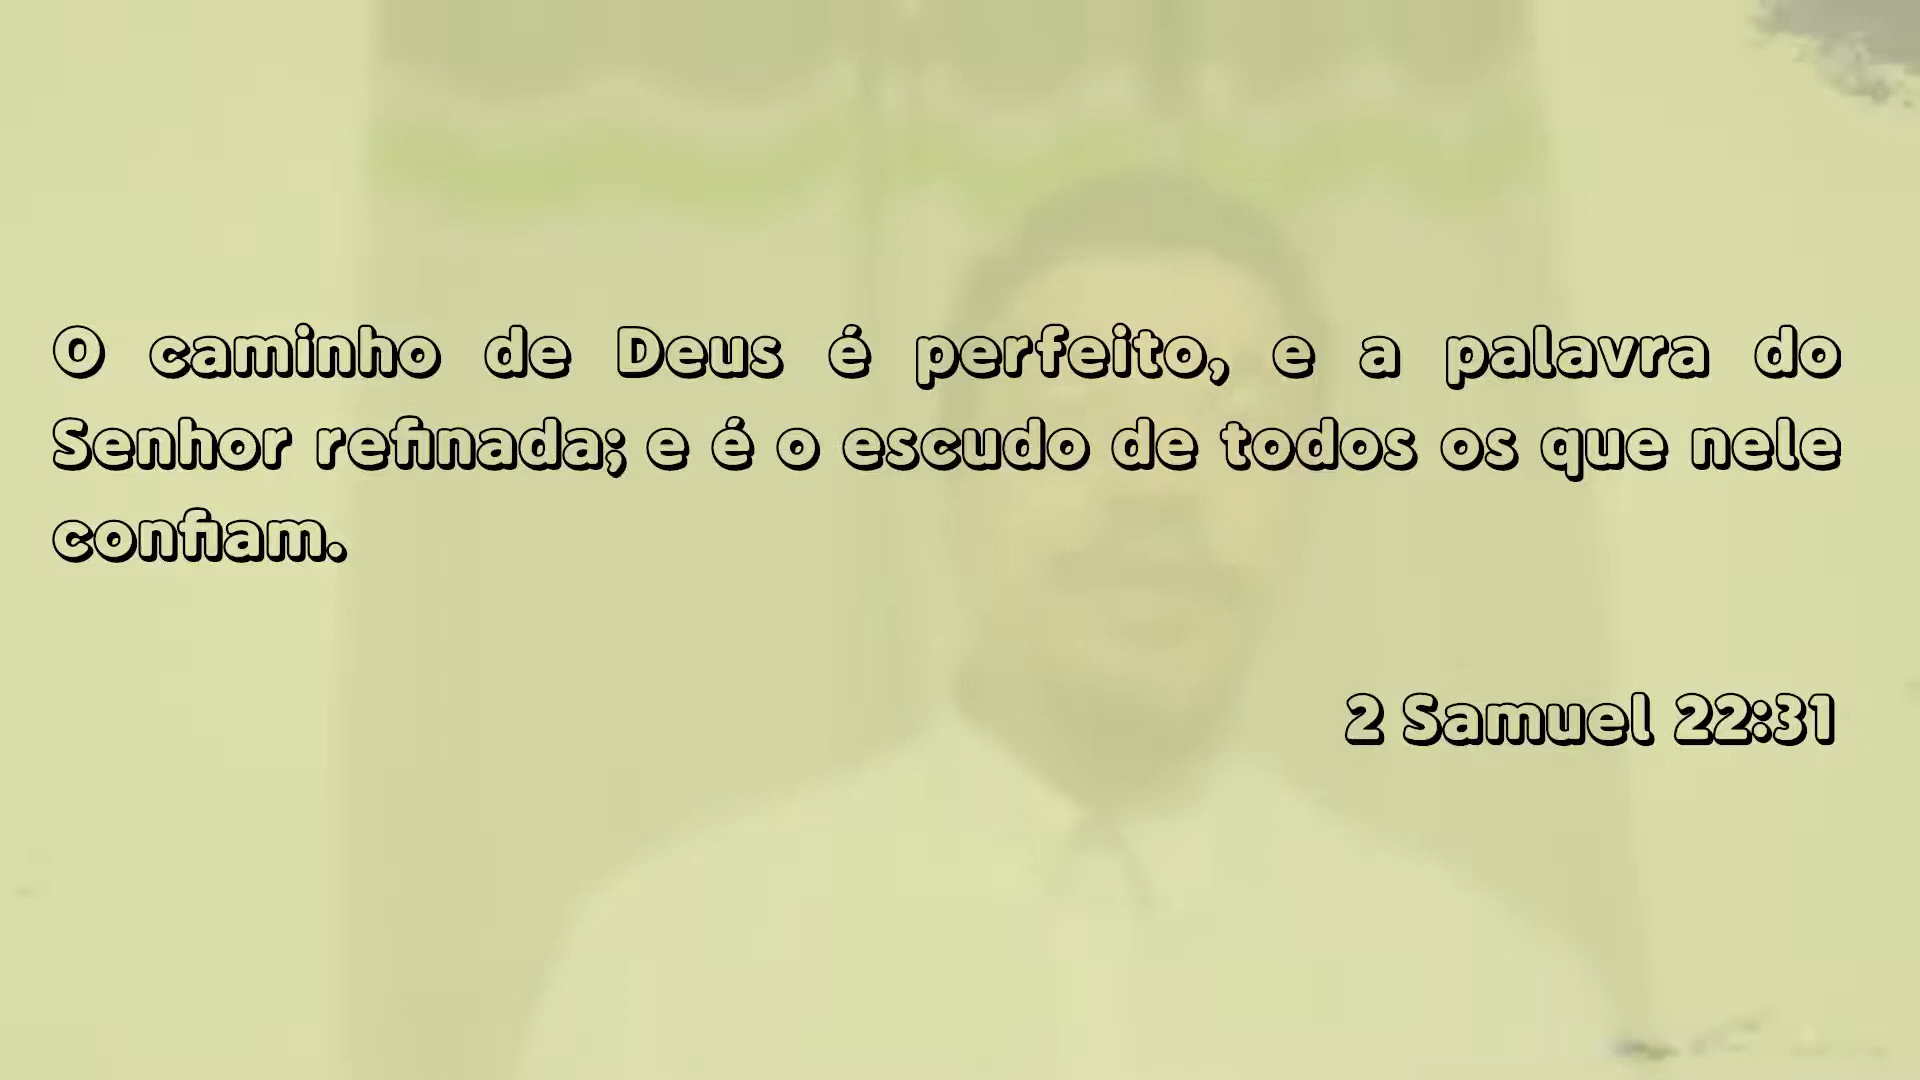 O caminho de Deus é perfeito, e a palavra do
Senhor refinada; e é o escudo de todos os que nele
confiam.
2 Samuel 22:31